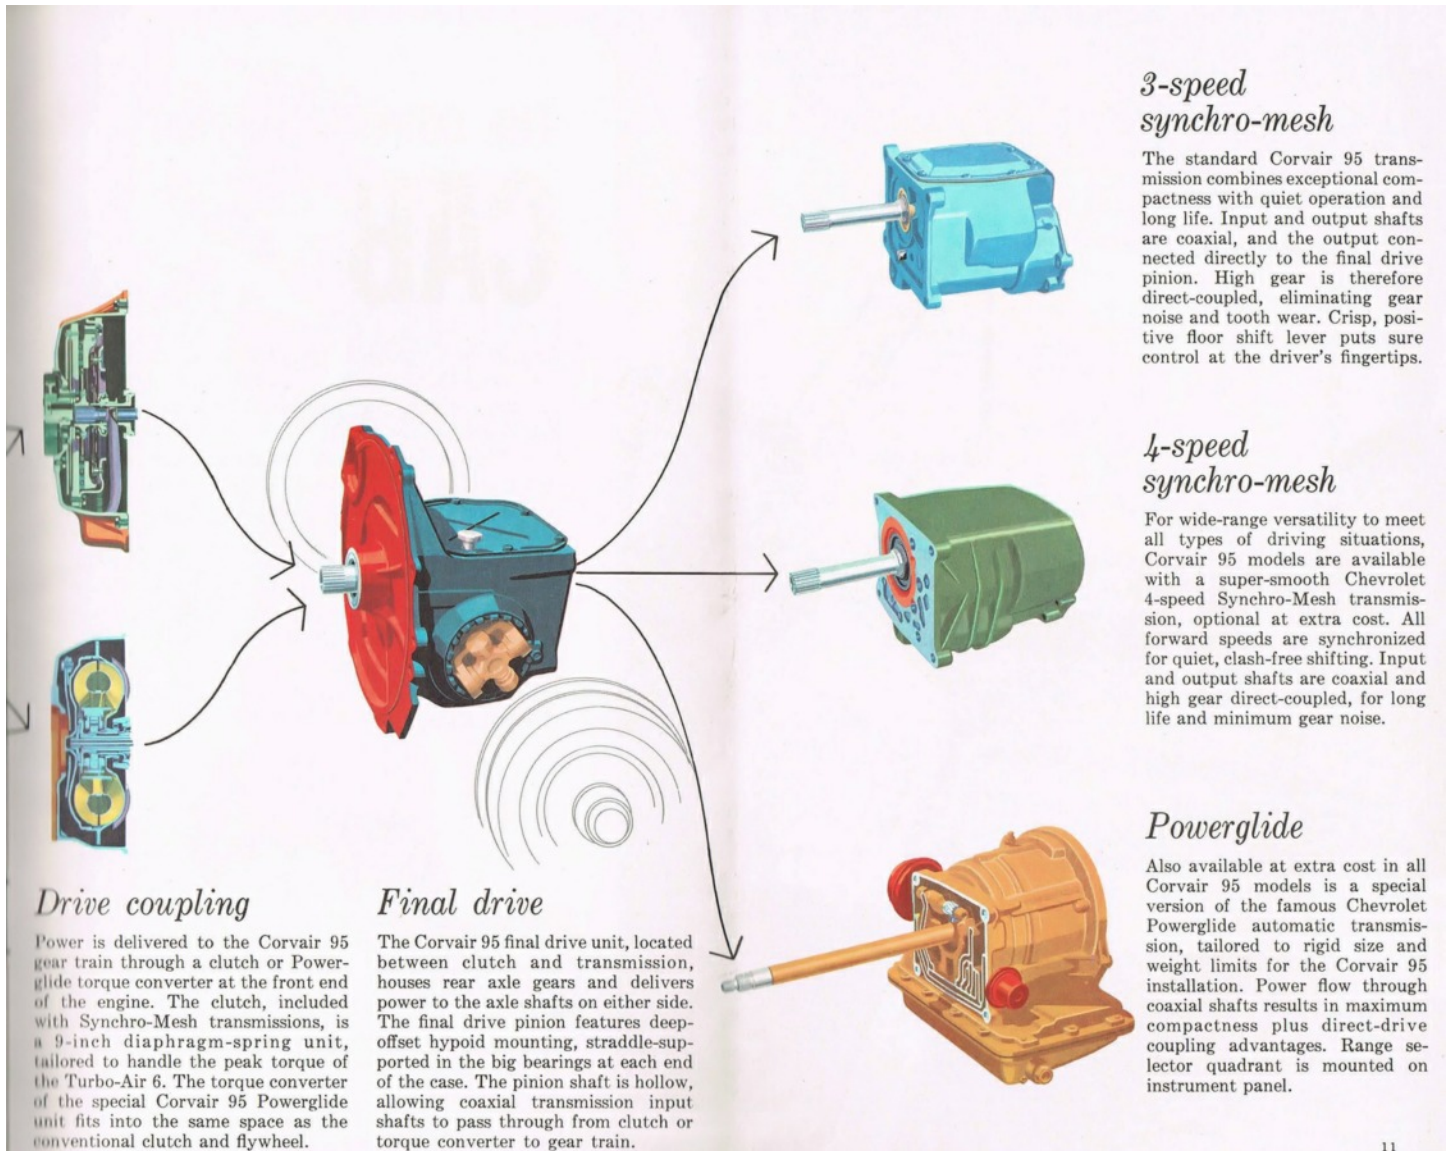 3-speed
synchro-mesh
The standard Corvair 95 trans-
mission combines exceptional com-
pactness with quiet operation and
long life. Input and output shafts
are coaxial, and the output con-
nected directly to the final drive
pinion. High gear is therefore
direct-coupled, eliminating gear
noise and tooth wear. Crisp, posi-
tive floor shift lever puts sure
control at the driver's fingertips.
4-speed
synchro-mesh
For wide-range versatility to meet
all types of driving situations,
Corvair 95 models are available
with a super-smooth Chevrolet
4-speed Synchro-Mesh transmis-
sion, optional at extra cost. All
forward speeds are synchronized
for quiet, clash-free shifting. Input
and output shafts are coaxial and
high gear direct-coupled, for long
life and minimum gear noise.
Powerglide
Also available at extra cost in all
Corvair 95 models is a special
version of the famous Chevrolet
Powerglide automatic transmis-
sion, tailored to rigid size and
weight limits for the Corvair 95
installation. Power flow through
coaxial shafts results in maximum
compactness plus direct-drive
coupling advantages. Range se-
lector quadrant is mounted on
instrument panel.
Drive coupling
Power is delivered to the Corvair 95
gear train through a clutch or Power-
glide torque converter at the front end
of the engine. The clutch, included
with Synchro-Mesh transmissions, is
a 9-inch diaphragm-spring unit,
tailored to handle the peak torque of
the Turbo-Air 6. The torque converter
of the special Corvair 95 Powerglide
unit fits into the same space as the
conventional clutch and flywheel.
Final drive
The Corvair 95 final drive unit, located
between clutch and transmission,
houses rear axle gears and delivers
power to the axle shafts on either side.
The final drive pinion features deep-
offset hypoid mounting, straddle-sup-
ported in the big bearings at each end
of the case. The pinion shaft is hollow,
allowing coaxial transmission input
shafts to pass through from clutch or
torque converter to gear train.
11